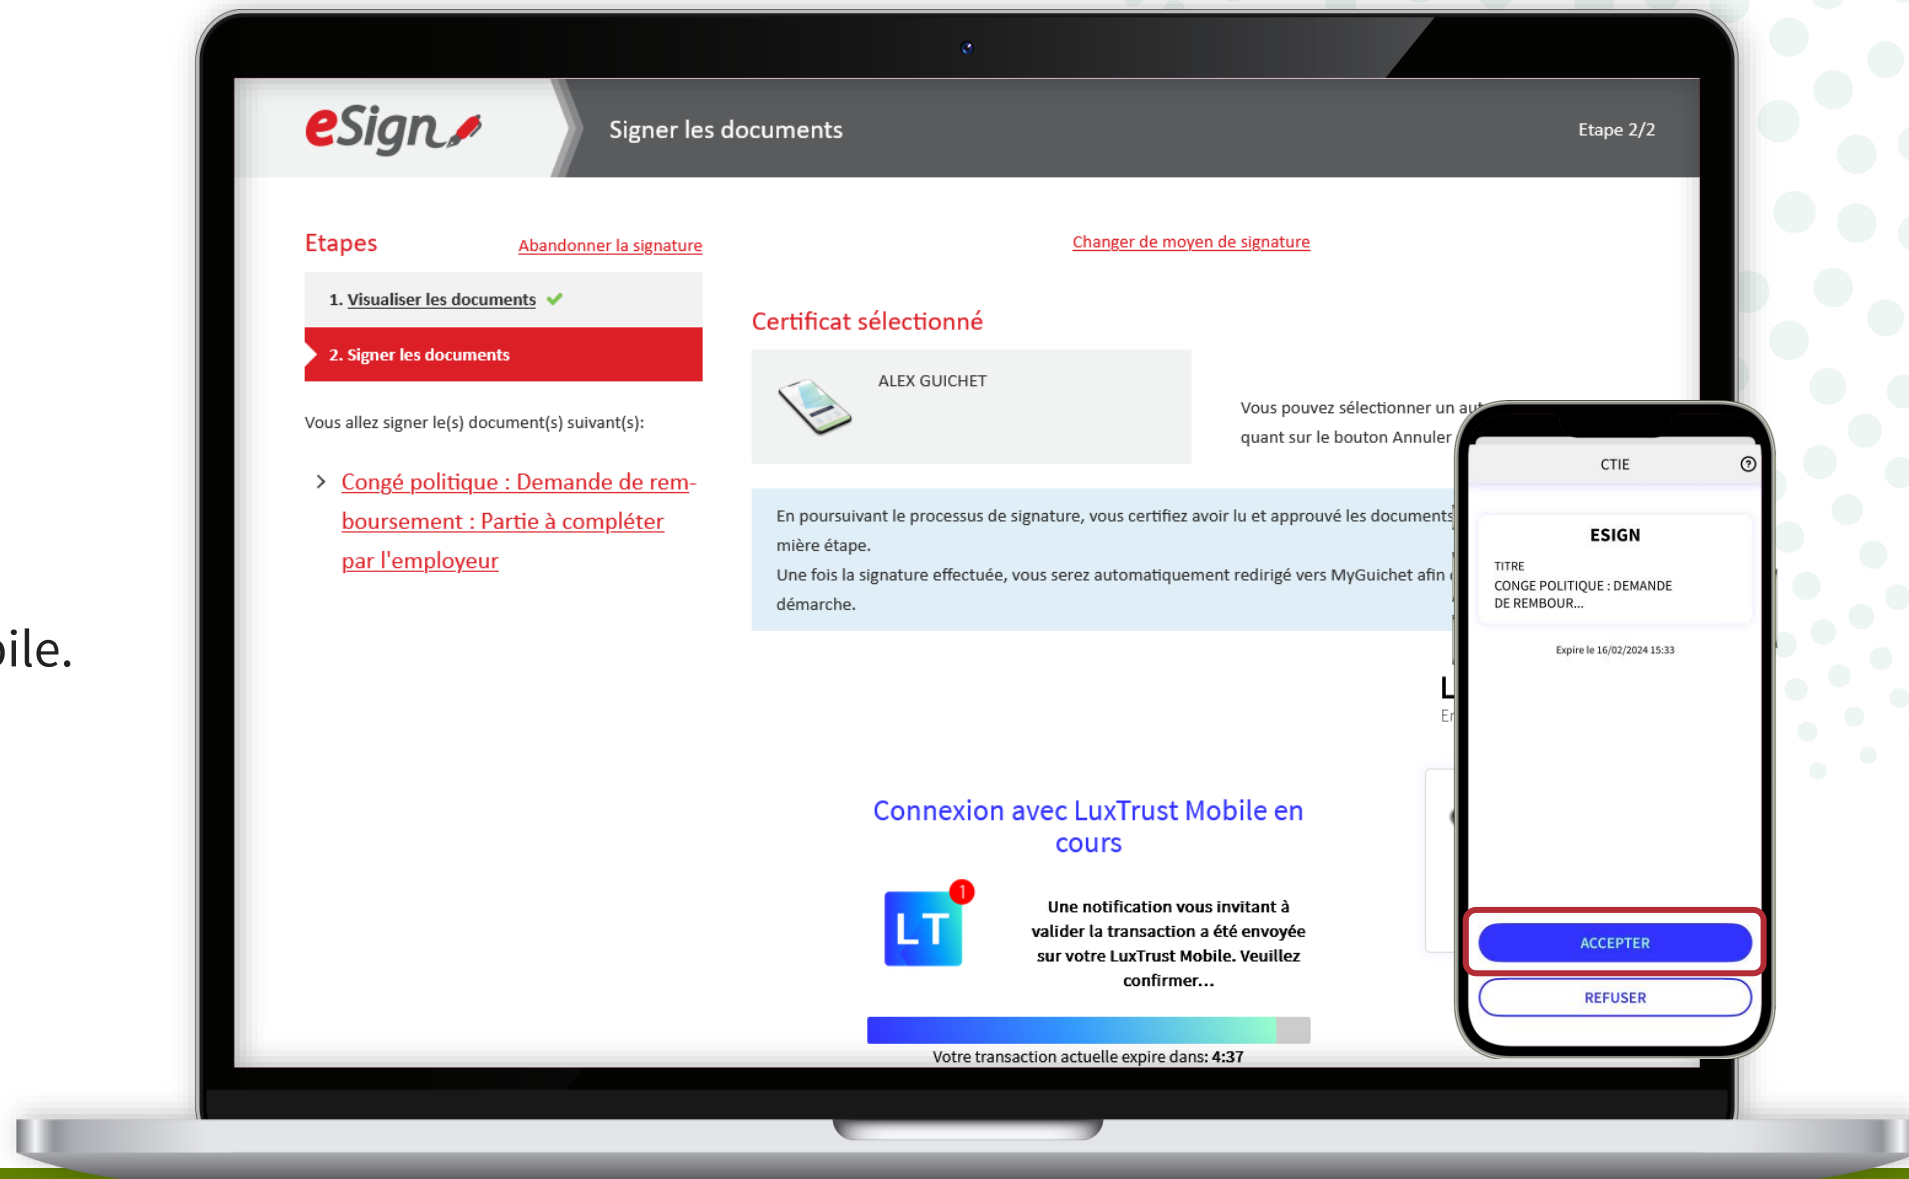 eSign
Signer les documents
Etape 2/2
Etapes
Abandonner la signature
Changer de moyen de signature
1. Visualiser les documents
2. Signer les documents
Vous allez signer le(s) document(s) suivant(s):
Congé politique : Demande de rem-
boursement : Partie à compléter
par l'employeur
Certificat sélectionné
ALEX GUICHET
Vous pouvez sélectionner un
quant sur le bouton Annuler
En poursuivant le processus de signature, vous certifiez avoir lu et approuvé les documents
mière étape.
Une fois la signature effectuée, vous serez automatiquement redirigé vers MyGuichet afin
démarche.
bile.
Connexion avec LuxTrust Mobile en
cours
LT
1
Une notification vous invitant à
valider la transaction a été envoyée
sur votre LuxTrust Mobile. Veuillez
confirmer...
Votre transaction actuelle expire dans: 4:37
CTIE
?
ESIGN
TITRE
CONGE POLITIQUE : DEMANDE
DE REMBOUR...
Expire le 16/02/2024 15:33
ACCEPTER
REFUSER